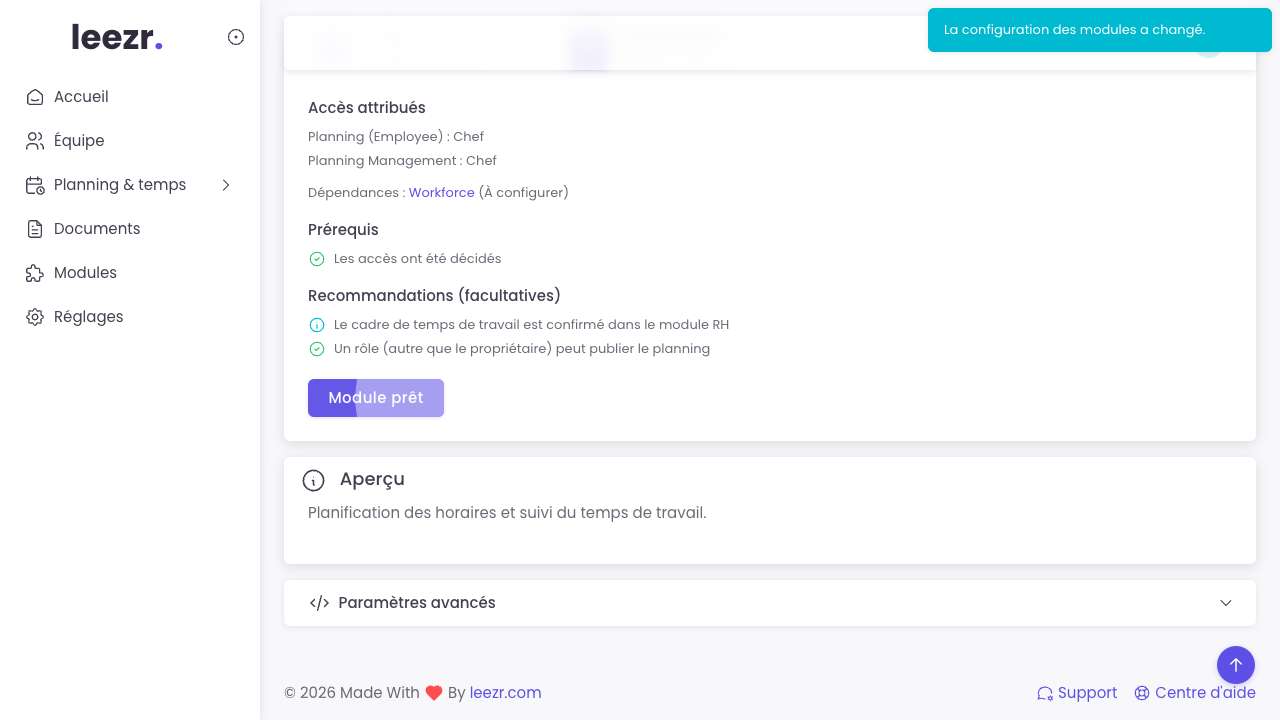 leezr.
La configuration des modules a changé.
Accueil
Équipe
Planning & temps
Documents
Modules
Réglages
Accès attribués
Planning (Employee) : Chef
Planning Management : Chef
Dépendances : Workforce (À configurer)
Prérequis
Les accès ont été décidés
Recommandations (facultatives)
Le cadre de temps de travail est confirmé dans le module RH
Un rôle (autre que le propriétaire) peut publier le planning
Module prêt
Aperçu
Planification des horaires et suivi du temps de travail.
Paramètres avancés
© 2026 Made With By leezr.com
Support
Centre d'aide